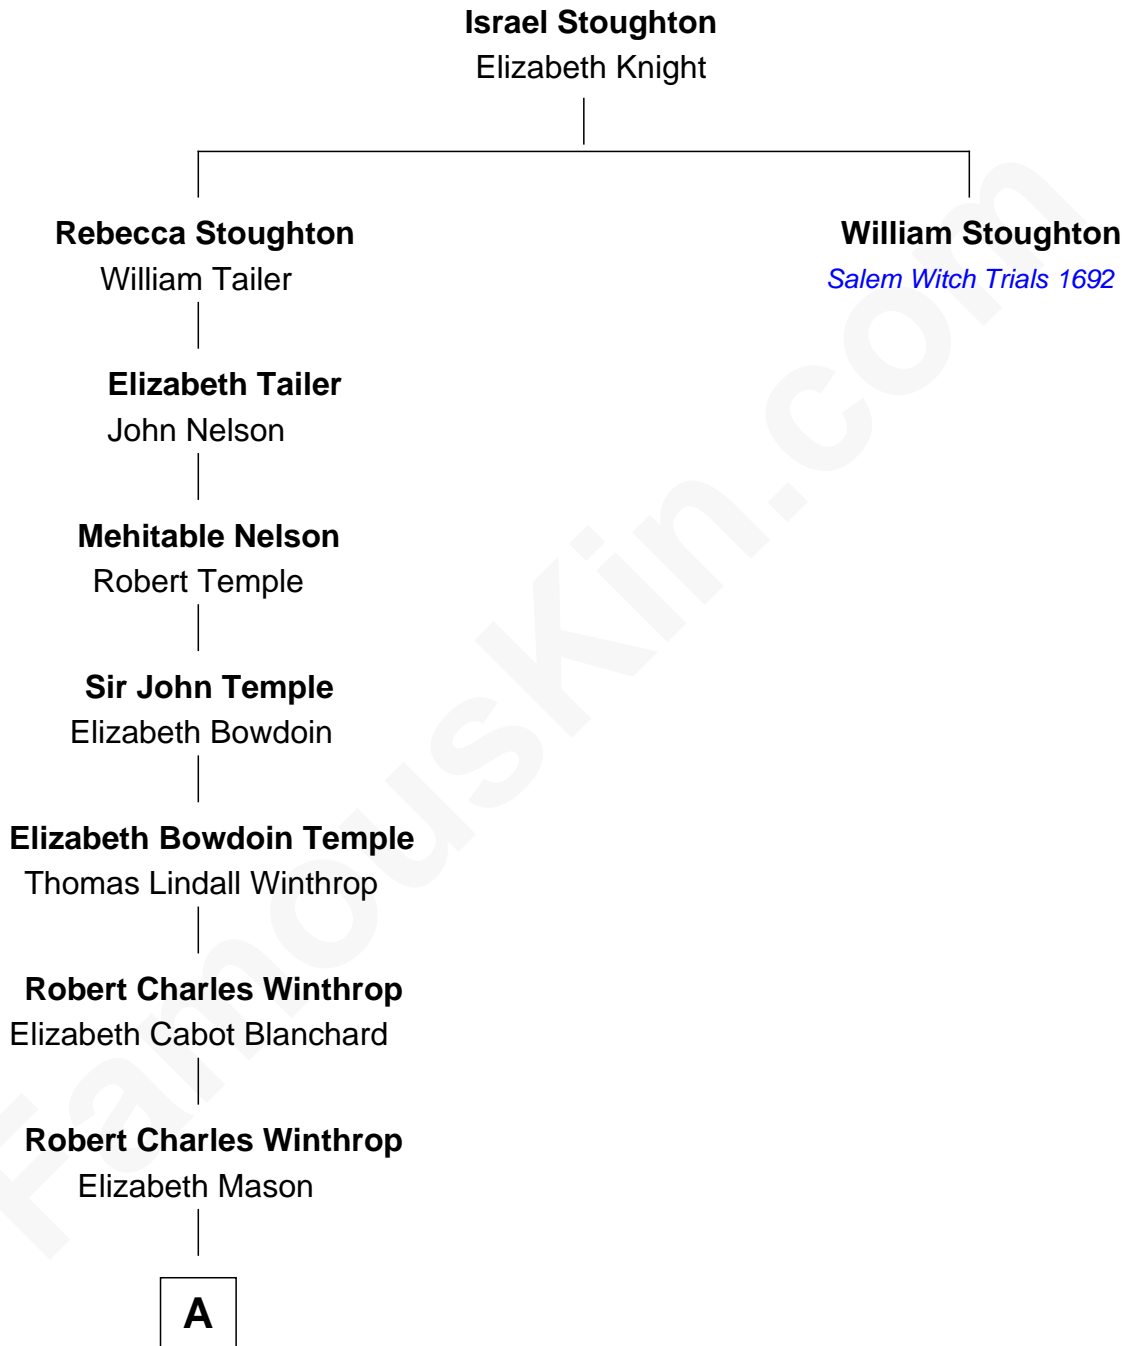 Israel Stoughton
Elizabeth Knight
Rebecca Stoughton
William Tailer
William Stoughton
Salem Witch Trials 1692
Elizabeth Tailer
John Nelson
Mehitable Nelson
Robert Temple
Sir John Temple
Elizabeth Bowdoin
Elizabeth Bowdoin Temple
Thomas Lindall Winthrop
Robert Charles Winthrop
Elizabeth Cabot Blanchard
Robert Charles Winthrop
Elizabeth Mason
A
FamousKin.com